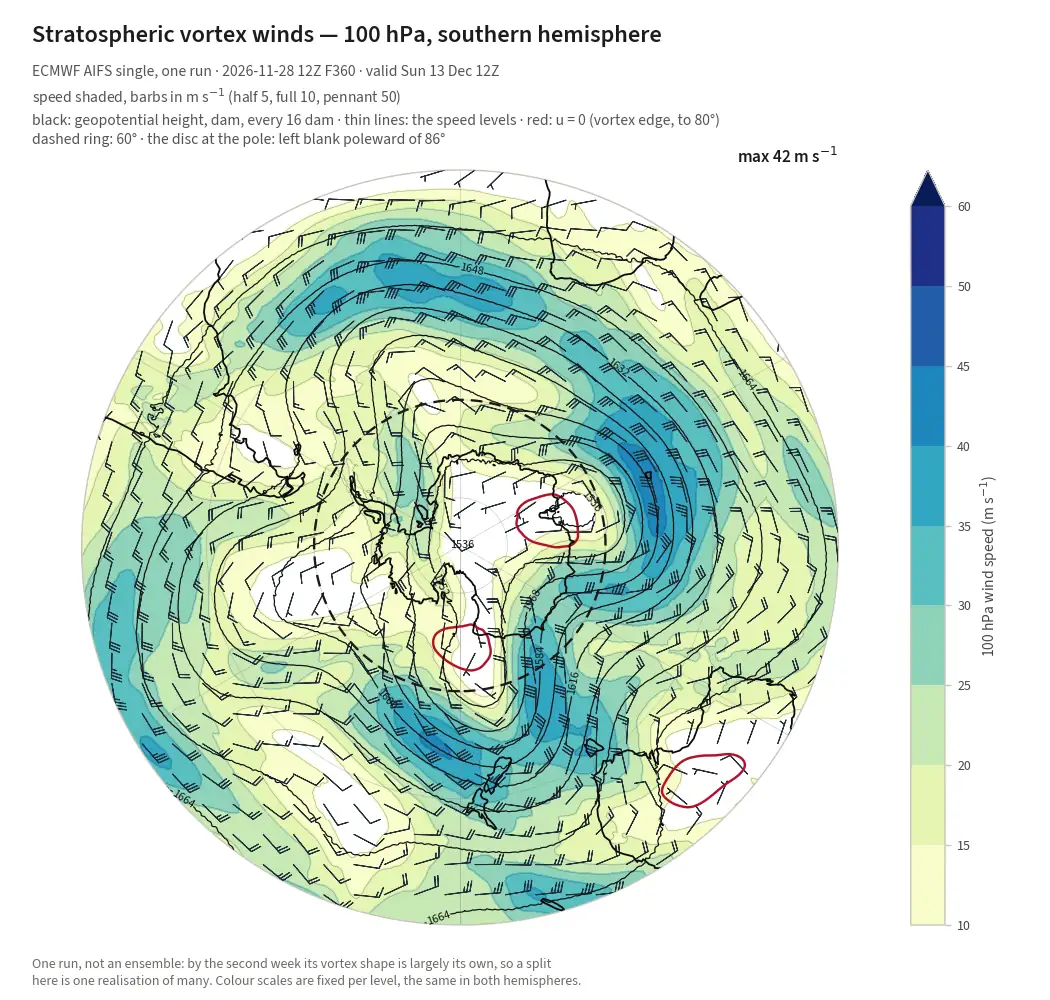 Stratospheric vortex winds — 100 hPa, southern hemisphere
ECMWF AIFS single, one run · 2026-11-28 12Z F360 · valid Sun 13 Dec 12Z
speed shaded, barbs in m s⁻¹ (half 5, full 10, pennant 50)
black: geopotential height, dam, every 16 dam · thin lines: the speed levels · red: u = 0 (vortex edge, to 80°)
dashed ring: 60° · the disc at the pole: left blank poleward of 86°
max 42 m s⁻¹
60
50
45
40
35
30
25
20
15
10
100 hPa wind speed (m s⁻¹)
1648
1632
1664
1536
1536
1568
1584
1616
1664
1664
One run, not an ensemble: by the second week its vortex shape is largely its own, so a split
here is one realisation of many. Colour scales are fixed per level, the same in both hemispheres.